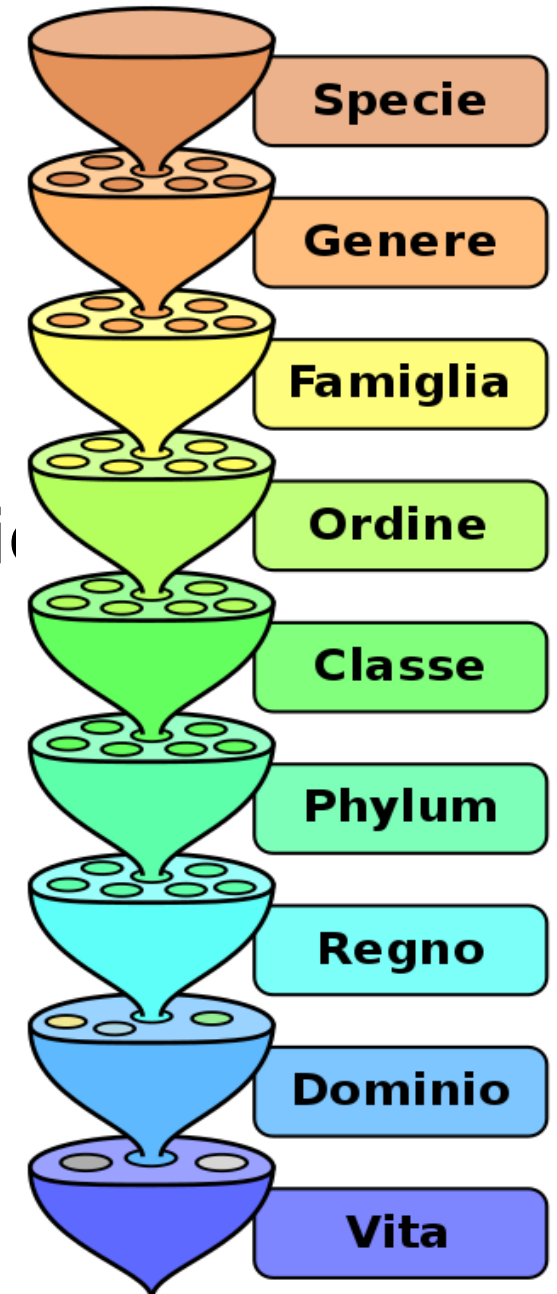 Specie
Genere
Famiglia
Ordine
Classe
Phylum
Regno
Dominio
Vita